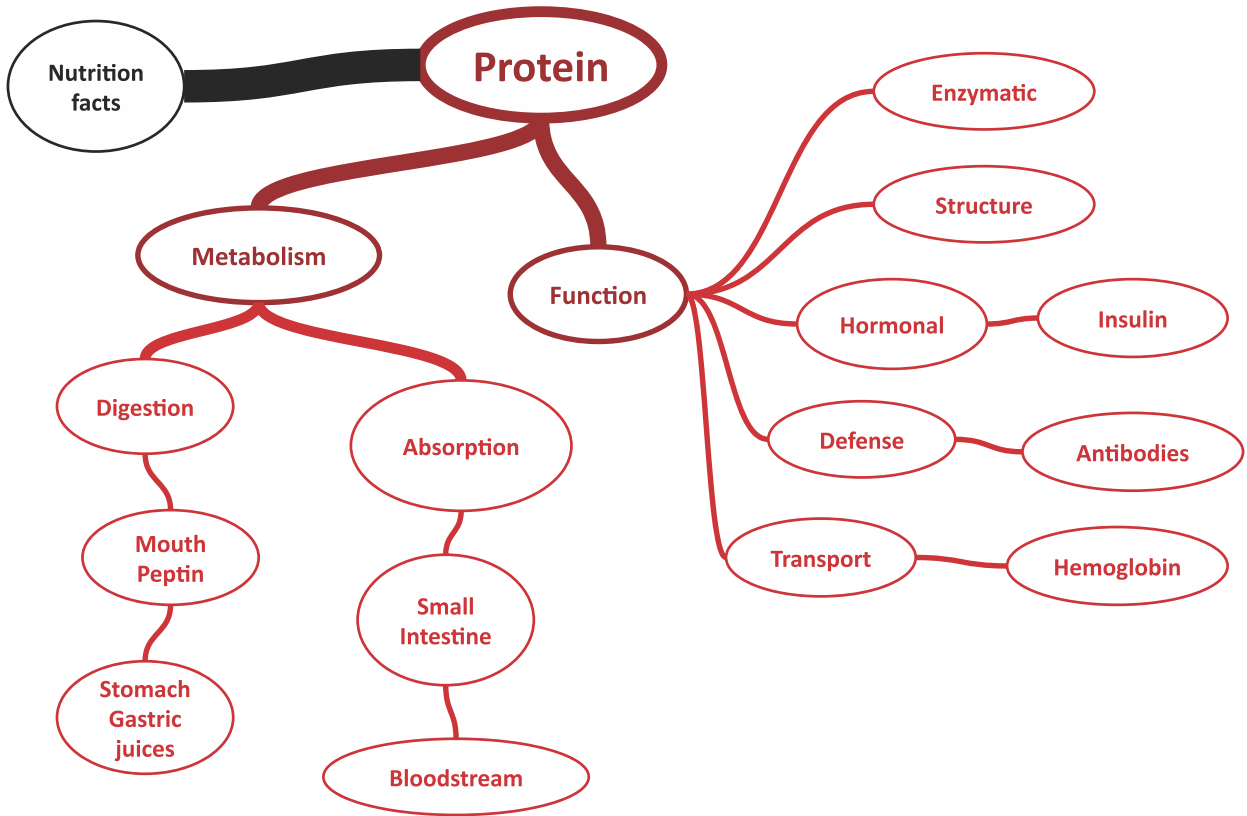 Nutrition
facts
Protein
Metabolism
Digestion
Mouth
Peptin
Stomach
Gastric
juices
Absorption
Small
Intestine
Bloodstream
Function
Enzymatic
Structure
Hormonal
Insulin
Defense
Antibodies
Transport
Hemoglobin